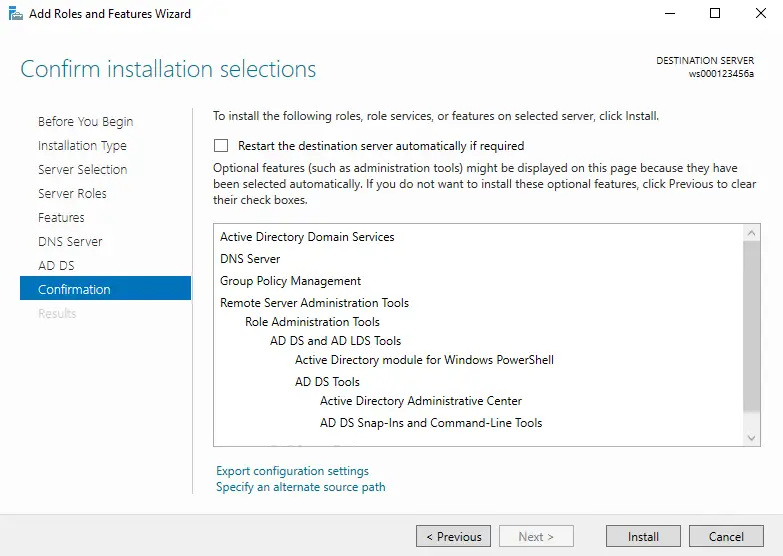 Add Roles and Features Wizard
Confirm installation selections
DESTINATION SERVER
ws000123456a
Before You Begin
Installation Type
Server Selection
Server Roles
Features
DNS Server
AD DS
Confirmation
Results
To install the following roles, role services, or features on selected server, click Install.
Restart the destination server automatically if required
Optional features (such as administration tools) might be displayed on this page because they have
been selected automatically. If you do not want to install these optional features, click Previous to clear
their check boxes.
Active Directory Domain Services
DNS Server
Group Policy Management
Remote Server Administration Tools
Role Administration Tools
AD DS and AD LDS Tools
Active Directory module for Windows PowerShell
AD DS Tools
Active Directory Administrative Center
AD DS Snap-Ins and Command-Line Tools
Export configuration settings
Specify an alternate source path
< Previous
Next >
Install
Cancel